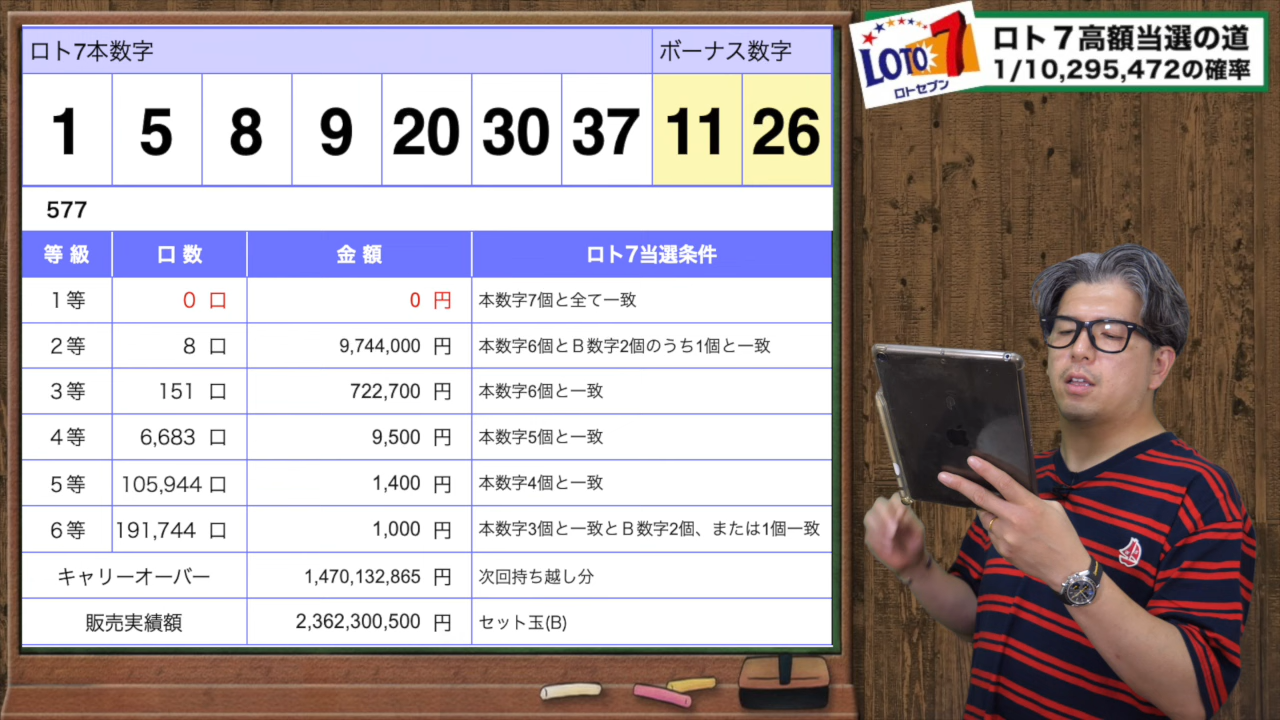 ロト7本数字 ボーナス数字
1 5 8 9 20 30 37 11 26
577
等級 口数 金額 ロト7当選条件
1等 0 口 0 円 本数字7個と全て一致
2等 8 口 9,744,000 円 本数字6個とB数字2個のうち1個と一致
3等 151 口 722,700 円 本数字6個と一致
4等 6,683 口 9,500 円 本数字5個と一致
5等 105,944 口 1,400 円 本数字4個と一致
6等 191,744 口 1,000 円 本数字3個と一致とB数字2個、または1個一致
キャリーオーバー 1,470,132,865 円 次回持ち越し分
販売実績額 2,362,300,500 円 セット玉(B)
LOTO 7
ロトセブン
ロト7高額当選の道
1/10,295,472の確率